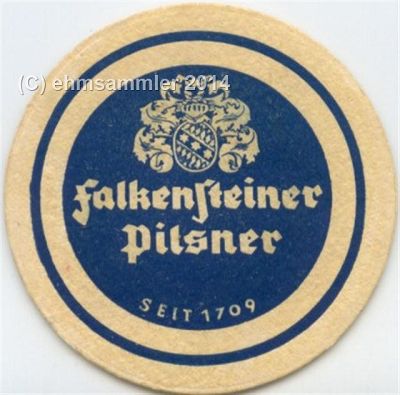 (C) ehmsammler 2014
Falkensteiner
Pilsner
SEIT 1709